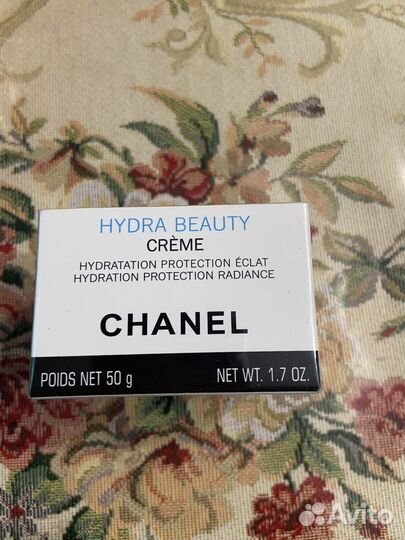 HYDRA BEAUTY
CRÈME
HYDRATATION PROTECTION ÉCLAT
HYDRATION PROTECTION RADIANCE
CHANEL
POIDS NET 50 g NET WT. 1.7 OZ.
Avito